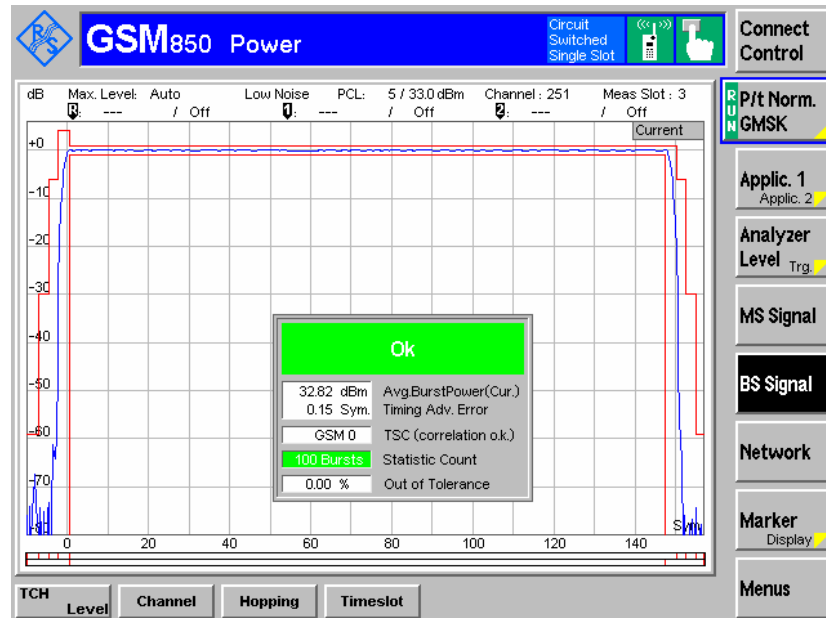 R&S
GSM850 Power
Circuit
Switched
Single Slot
Connect
Control
dB Max. Level: Auto Low Noise PCL: 5 / 33.0 dBm Channel : 251 Meas Slot : 3
R: --- / Off 1: --- / Off 2: --- / Off
Current
RUN
P/t Norm.
GMSK
Applic. 1
Applic. 2
Analyzer
Level Trg.
MS Signal
BS Signal
Network
Marker
Display
Menus
+0
-10
-20
-30
-40
-50
-60
-70
-80
Ok
32.82 dBm Avg.BurstPower(Cur.)
0.15 Sym. Timing Adv. Error
GSM 0 TSC (correlation o.k.)
100 Bursts Statistic Count
0.00 % Out of Tolerance
Sym
0 20 40 60 80 100 120 140
TCH
Level
Channel
Hopping
Timeslot